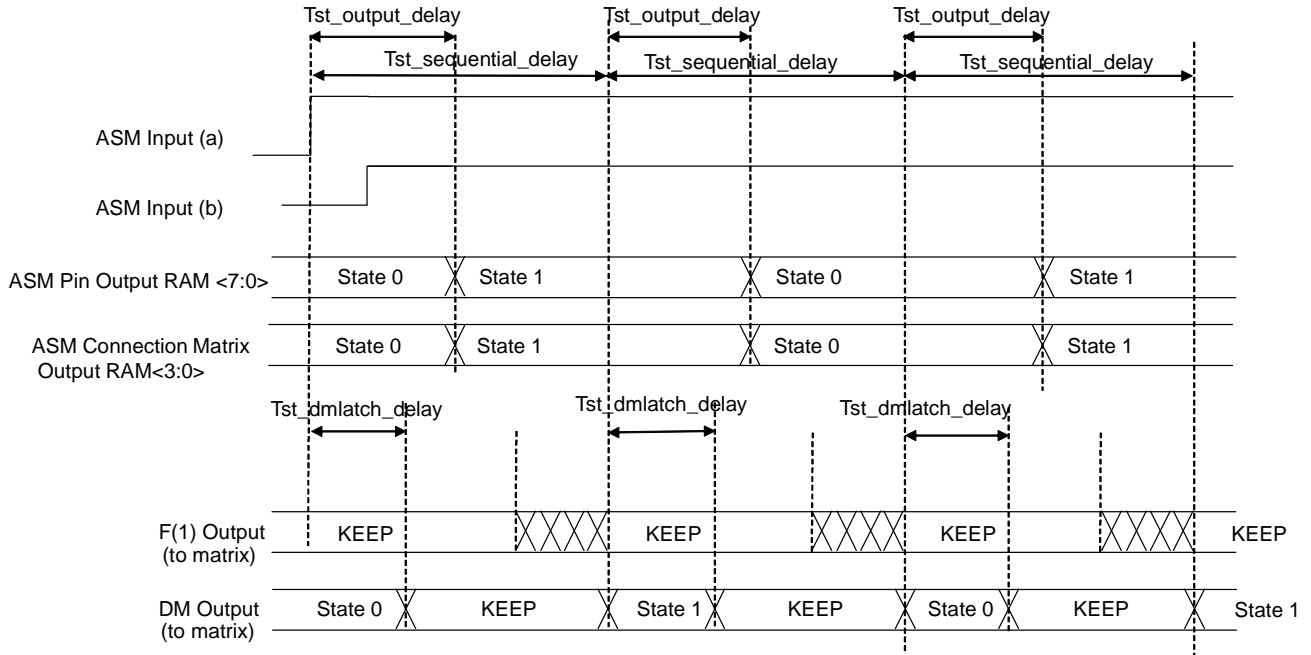 Tst_output_delay Tst_output_delay Tst_output_delay
Tst_sequential_delay Tst_sequential_delay Tst_sequential_delay
ASM Input (a)
ASM Input (b)
ASM Pin Output RAM <7:0> State 0 State 1 State 0 State 1
ASM Connection Matrix State 0 State 1 State 0 State 1
Output RAM<3:0>
Tst_dmlatch_delay Tst_dmlatch_delay Tst_dmlatch_delay
F(1) Output KEEP KEEP KEEP KEEP
(to matrix)
DM Output State 0 KEEP State 1 KEEP State 0 KEEP State 1
(to matrix)